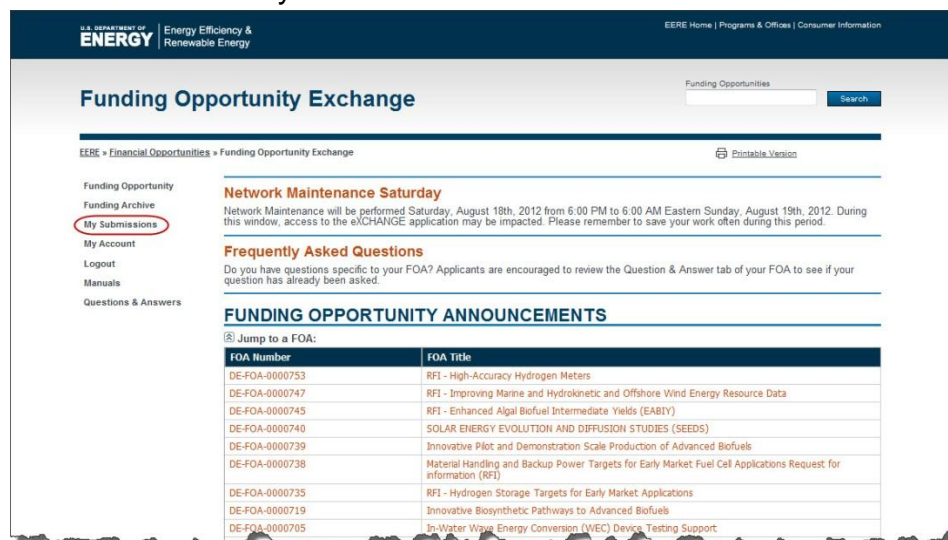 U.S. DEPARTMENT OF
ENERGY
Energy Efficiency &
Renewable Energy
EERE Home | Programs & Offices | Consumer Information
Funding Opportunity Exchange
Funding Opportunities
Search
EERE » Financial Opportunities » Funding Opportunity Exchange
Printable Version
Funding Opportunity
Funding Archive
My Submissions
My Account
Logout
Manuals
Questions & Answers
Network Maintenance Saturday
Network Maintenance will be performed Saturday, August 18th, 2012 from 6:00 PM to 6:00 AM Eastern Sunday, August 19th, 2012. During
this window, access to the eXCHANGE application may be impacted. Please remember to save your work often during this period.
Frequently Asked Questions
Do you have questions specific to your FOA? Applicants are encouraged to review the Question & Answer tab of your FOA to see if your
question has already been asked.
FUNDING OPPORTUNITY ANNOUNCEMENTS
Jump to a FOA:
FOA Number FOA Title
DE-FOA-0000753 RFI - High-Accuracy Hydrogen Meters
DE-FOA-0000747 RFI - Improving Marine and Hydrokinetic and Offshore Wind Energy Resource Data
DE-FOA-0000745 RFI - Enhanced Algal Biofuel Intermediate Yields (EABIY)
DE-FOA-0000740 SOLAR ENERGY EVOLUTION AND DIFFUSION STUDIES (SEEDS)
DE-FOA-0000739 Innovative Pilot and Demonstration Scale Production of Advanced Biofuels
DE-FOA-0000738 Material Handling and Backup Power Targets for Early Market Fuel Cell Applications Request for
information (RFI)
DE-FOA-0000735 RFI - Hydrogen Storage Targets for Early Market Applications
DE-FOA-0000719 Innovative Biosynthetic Pathways to Advanced Biofuels
DE-FOA-0000705 In-Water Wave Energy Conversion (WEC) Device Testing Support